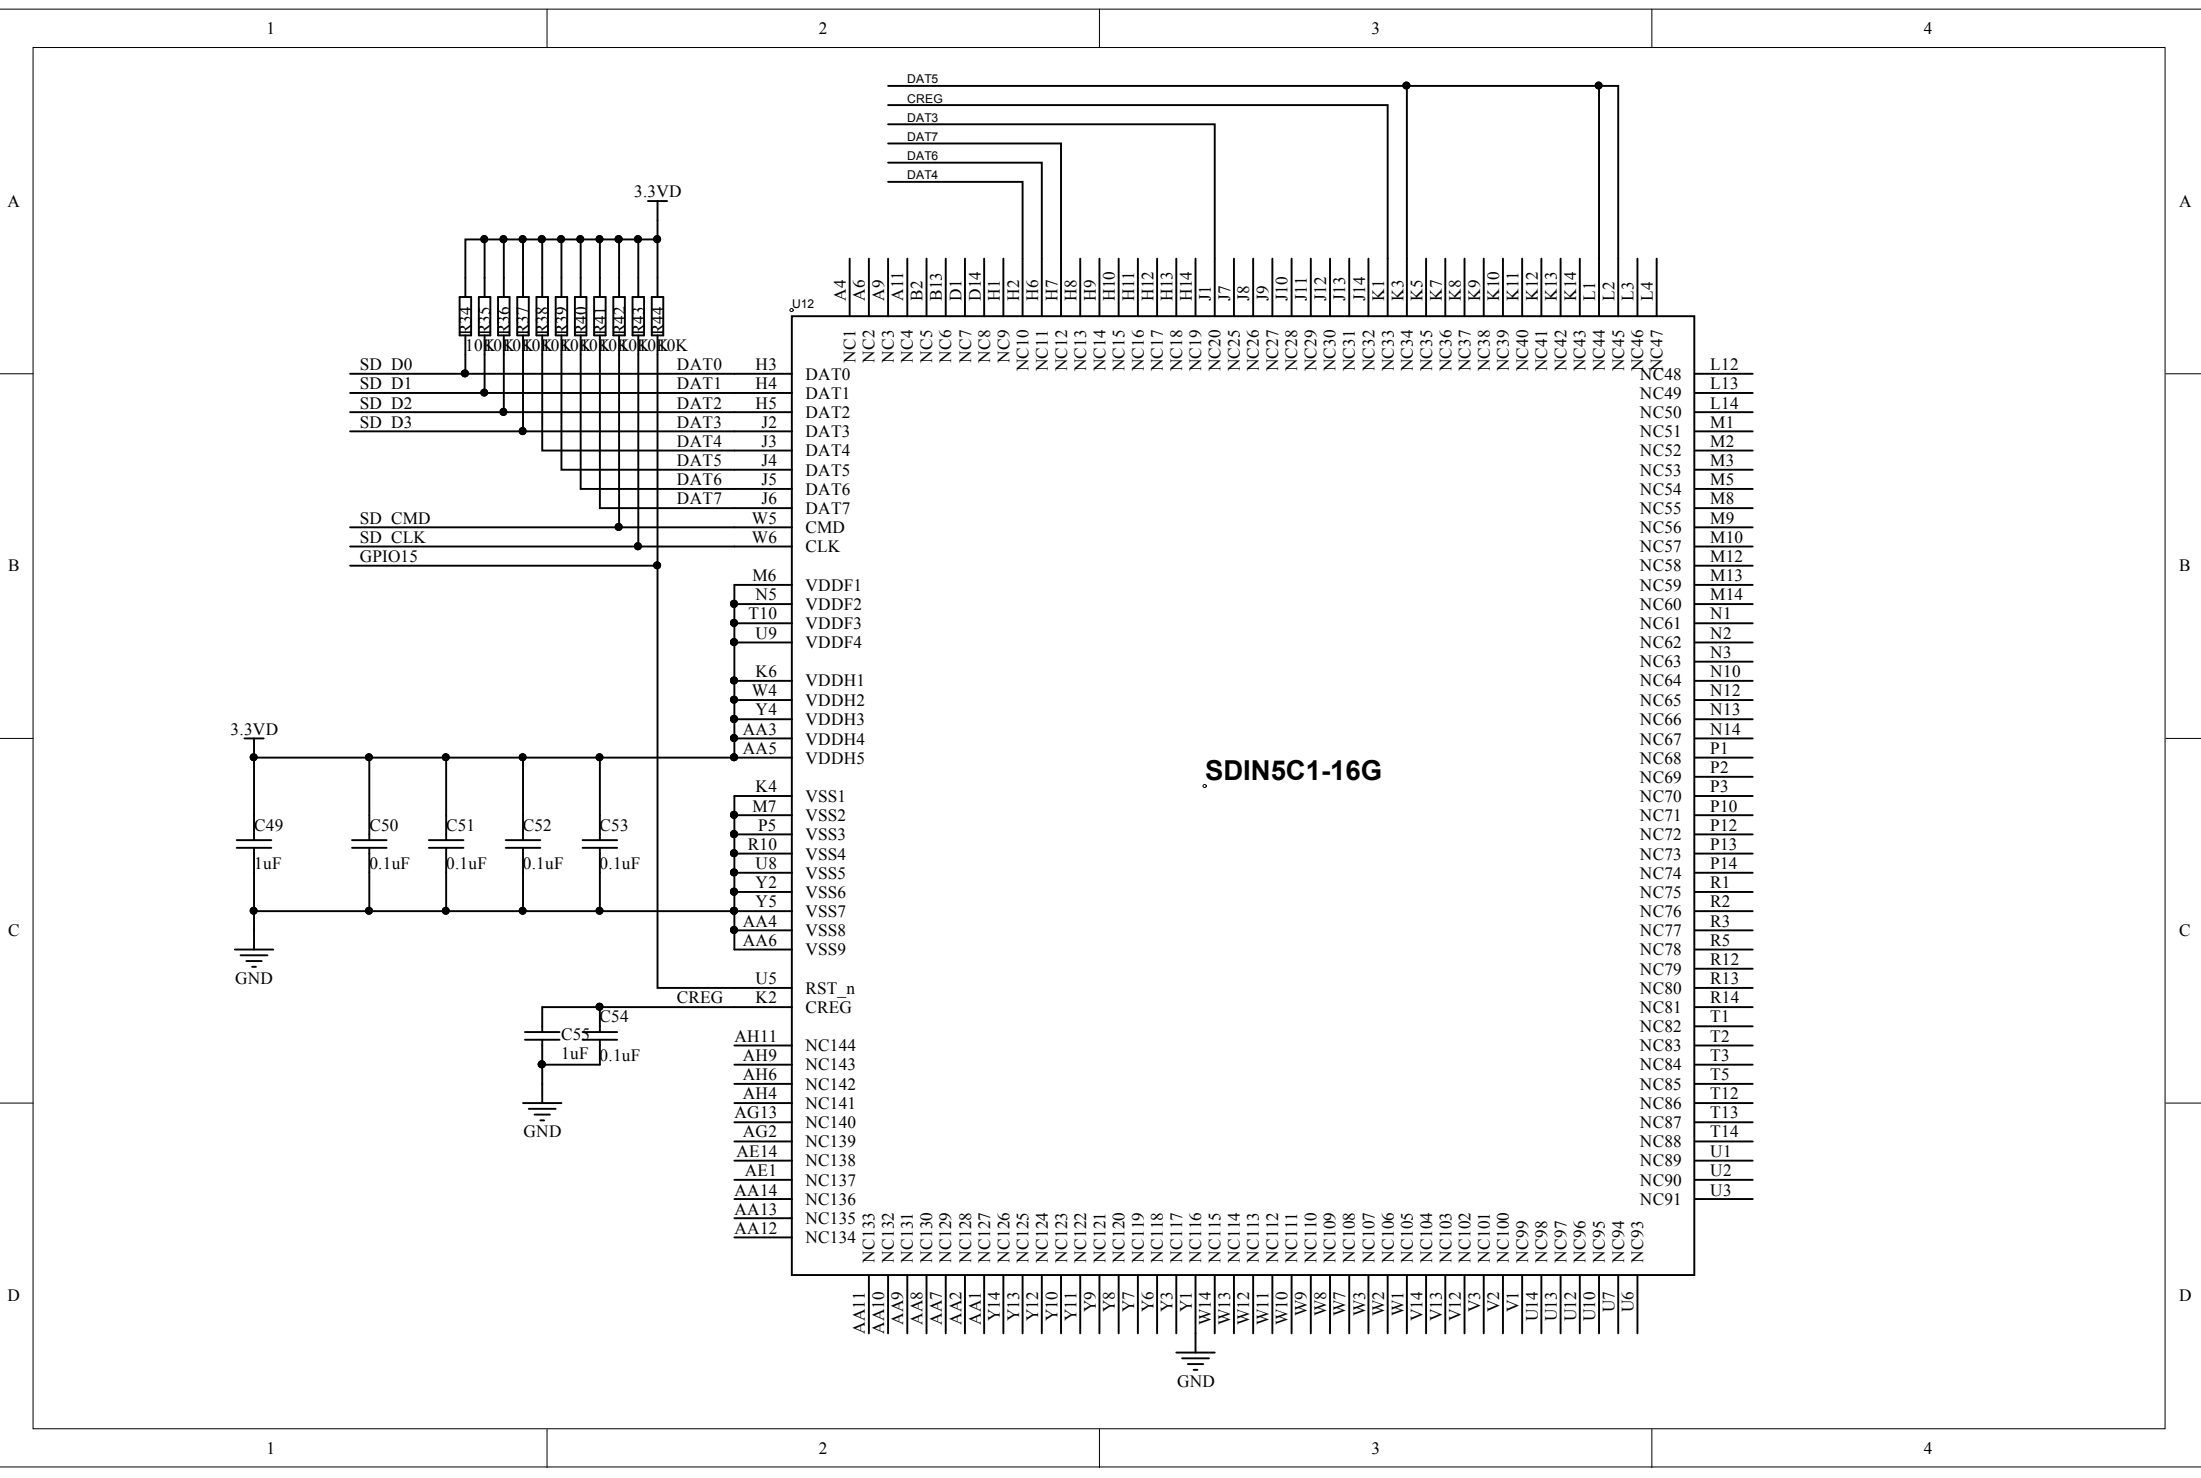 1 2 3 4
DAT5
CREG
DAT3
DAT7
DAT6
DAT4
A A
3.3VD
A4 A6 A9 A11 B2 B13 D1 D14 H1 H2 H6 H7 H8 H9 H10 H11 H12 H13 H14 J1 J7 J8 J9 J10 J11 J12 J13 J14 K1 K3 K5 K7 K8 K9 K10 K11 K12 K13 K14 L1 L2 L3 L4
U12
R34 R35 R36 R37 R38 R39 R40 R41 R42 R43 R44
NC1 NC2 NC3 NC4 NC5 NC6 NC7 NC8 NC9 NC10 NC11 NC12 NC13 NC14 NC15 NC16 NC17 NC18 NC19 NC20 NC25 NC26 NC27 NC28 NC29 NC30 NC31 NC32 NC33 NC34 NC35 NC36 NC37 NC38 NC39 NC40 NC41 NC42 NC43 NC44 NC45 NC46 NC47
SD_D0 DAT0 H3 DAT0 NC48 L12
SD_D1 DAT1 H4 DAT1 NC49 L13
SD_D2 DAT2 H5 DAT2 NC50 L14
SD_D3 DAT3 J2 DAT3 NC51 M1
DAT4 J3 DAT4 NC52 M2
DAT5 J4 DAT5 NC53 M3
DAT6 J5 DAT6 NC54 M5
DAT7 J6 DAT7 NC55 M8
SD_CMD W5 CMD NC56 M9
SD_CLK W6 CLK NC57 M10
B GPIO15 NC58 M12 B
M6 VDDF1 NC59 M13
N5 VDDF2 NC60 M14
T10 VDDF3 NC61 N1
U9 VDDF4 NC62 N2
NC63 N3
K6 VDDH1 NC64 N10
W4 VDDH2 NC65 N12
Y4 VDDH3 NC66 N13
3.3VD AA3 VDDH4 NC67 N14
AA5 VDDH5 NC68 P1
SDIN5C1-16G
NC69 P2
K4 VSS1 NC70 P3
M7 VSS2 NC71 P10
C49 C50 C51 C52 C53 P5 VSS3 NC72 P12
R10 VSS4 NC73 P13
1uF 0.1uF 0.1uF 0.1uF 0.1uF U8 VSS5 NC74 P14
Y2 VSS6 NC75 R1
Y5 VSS7 NC76 R2
C AA4 VSS8 NC77 R3 C
AA6 VSS9 NC78 R5
GND NC79 R12
U5 RST_n NC80 R13
CREG K2 CREG NC81 R14
C54 NC82 T1
C55 AH11 NC144 NC83 T2
1uF 0.1uF AH9 NC143 NC84 T3
AH6 NC142 NC85 T5
AH4 NC141 NC86 T12
AG13 NC140 NC87 T13
GND AG2 NC139 NC88 T14
AE14 NC138 NC89 U1
AE1 NC137 NC90 U2
AA14 NC136 NC91 U3
AA13 NC135
AA12 NC134
NC133 NC132 NC131 NC130 NC129 NC128 NC127 NC126 NC125 NC124 NC123 NC122 NC121 NC120 NC119 NC118 NC117 NC116 NC115 NC114 NC113 NC112 NC111 NC110 NC109 NC108 NC107 NC106 NC105 NC104 NC103 NC102 NC101 NC100 NC99 NC98 NC97 NC96 NC95 NC94 NC93
D D
AA11 AA10 AA9 AA8 AA7 AA2 AA1 Y14 Y13 Y12 Y10 Y11 Y9 Y8 Y7 Y6 Y3 Y1 W14 W13 W12 W11 W10 W9 W8 W7 W3 W2 W1 V14 V13 V12 V3 V2 V1 U14 U13 U12 U10 U7 U6
GND
1 2 3 4